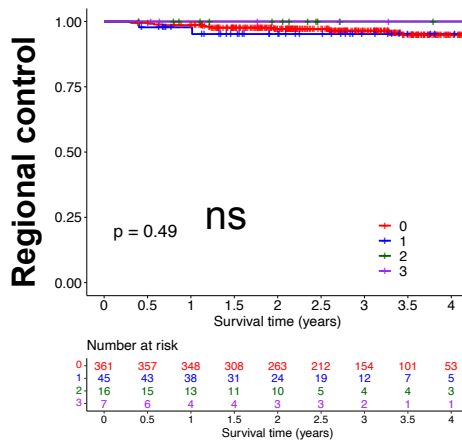 Regional control
1.00
0.75
0.50
0.25
0.00
ns
p = 0.49
0
1
2
3
0 0.5 1 1.5 2 2.5 3 3.5 4
Survival time (years)
Number at risk
0 361 357 348 308 263 212 154 101 53
1 45 43 38 31 24 19 12 7 5
2 16 15 13 11 10 5 4 4 3
3 7 6 4 4 3 3 2 1 1
0 0.5 1 1.5 2 2.5 3 3.5 4
Survival time (years)